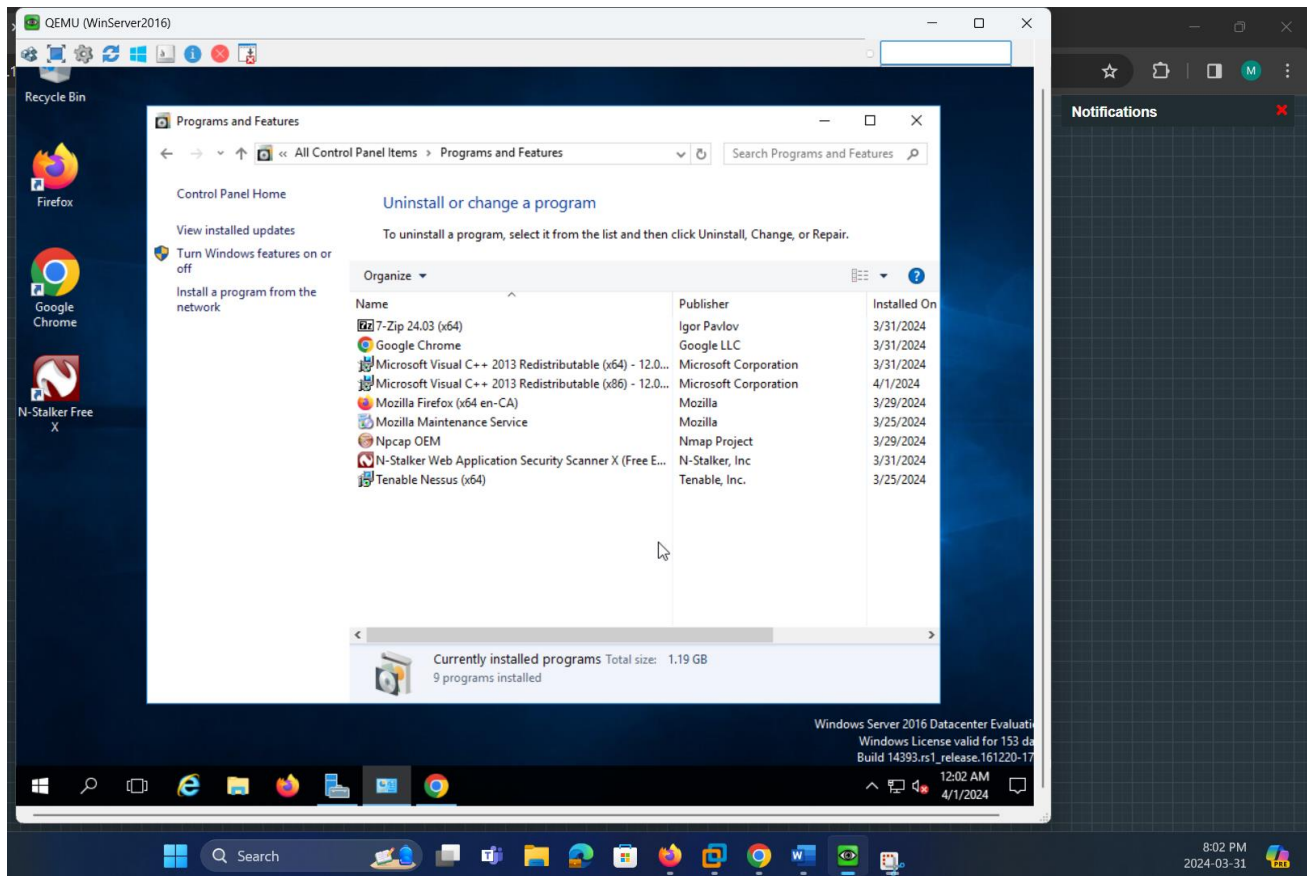 QEMU (WinServer2016)
Recycle Bin
Firefox
Google
Chrome
N-Stalker Free
X
Programs and Features
« All Control Panel Items > Programs and Features
Search Programs and Features
Control Panel Home
View installed updates
Turn Windows features on or
off
Install a program from the
network
Uninstall or change a program
To uninstall a program, select it from the list and then click Uninstall, Change, or Repair.
Organize
Name Publisher Installed On
7-Zip 24.03 (x64) Igor Pavlov 3/31/2024
Google Chrome Google LLC 3/31/2024
Microsoft Visual C++ 2013 Redistributable (x64) - 12.0... Microsoft Corporation 3/31/2024
Microsoft Visual C++ 2013 Redistributable (x86) - 12.0... Microsoft Corporation 4/1/2024
Mozilla Firefox (x64 en-CA) Mozilla 3/29/2024
Mozilla Maintenance Service Mozilla 3/25/2024
Npcap OEM Nmap Project 3/29/2024
N-Stalker Web Application Security Scanner X (Free E... N-Stalker, Inc 3/31/2024
Tenable Nessus (x64) Tenable, Inc. 3/25/2024
Currently installed programs Total size: 1.19 GB
9 programs installed
Windows Server 2016 Datacenter Evaluati
Windows License valid for 153 da
Build 14393.rs1_release.161220-17
12:02 AM
4/1/2024
Notifications
M
Search
8:02 PM
2024-03-31
PRE